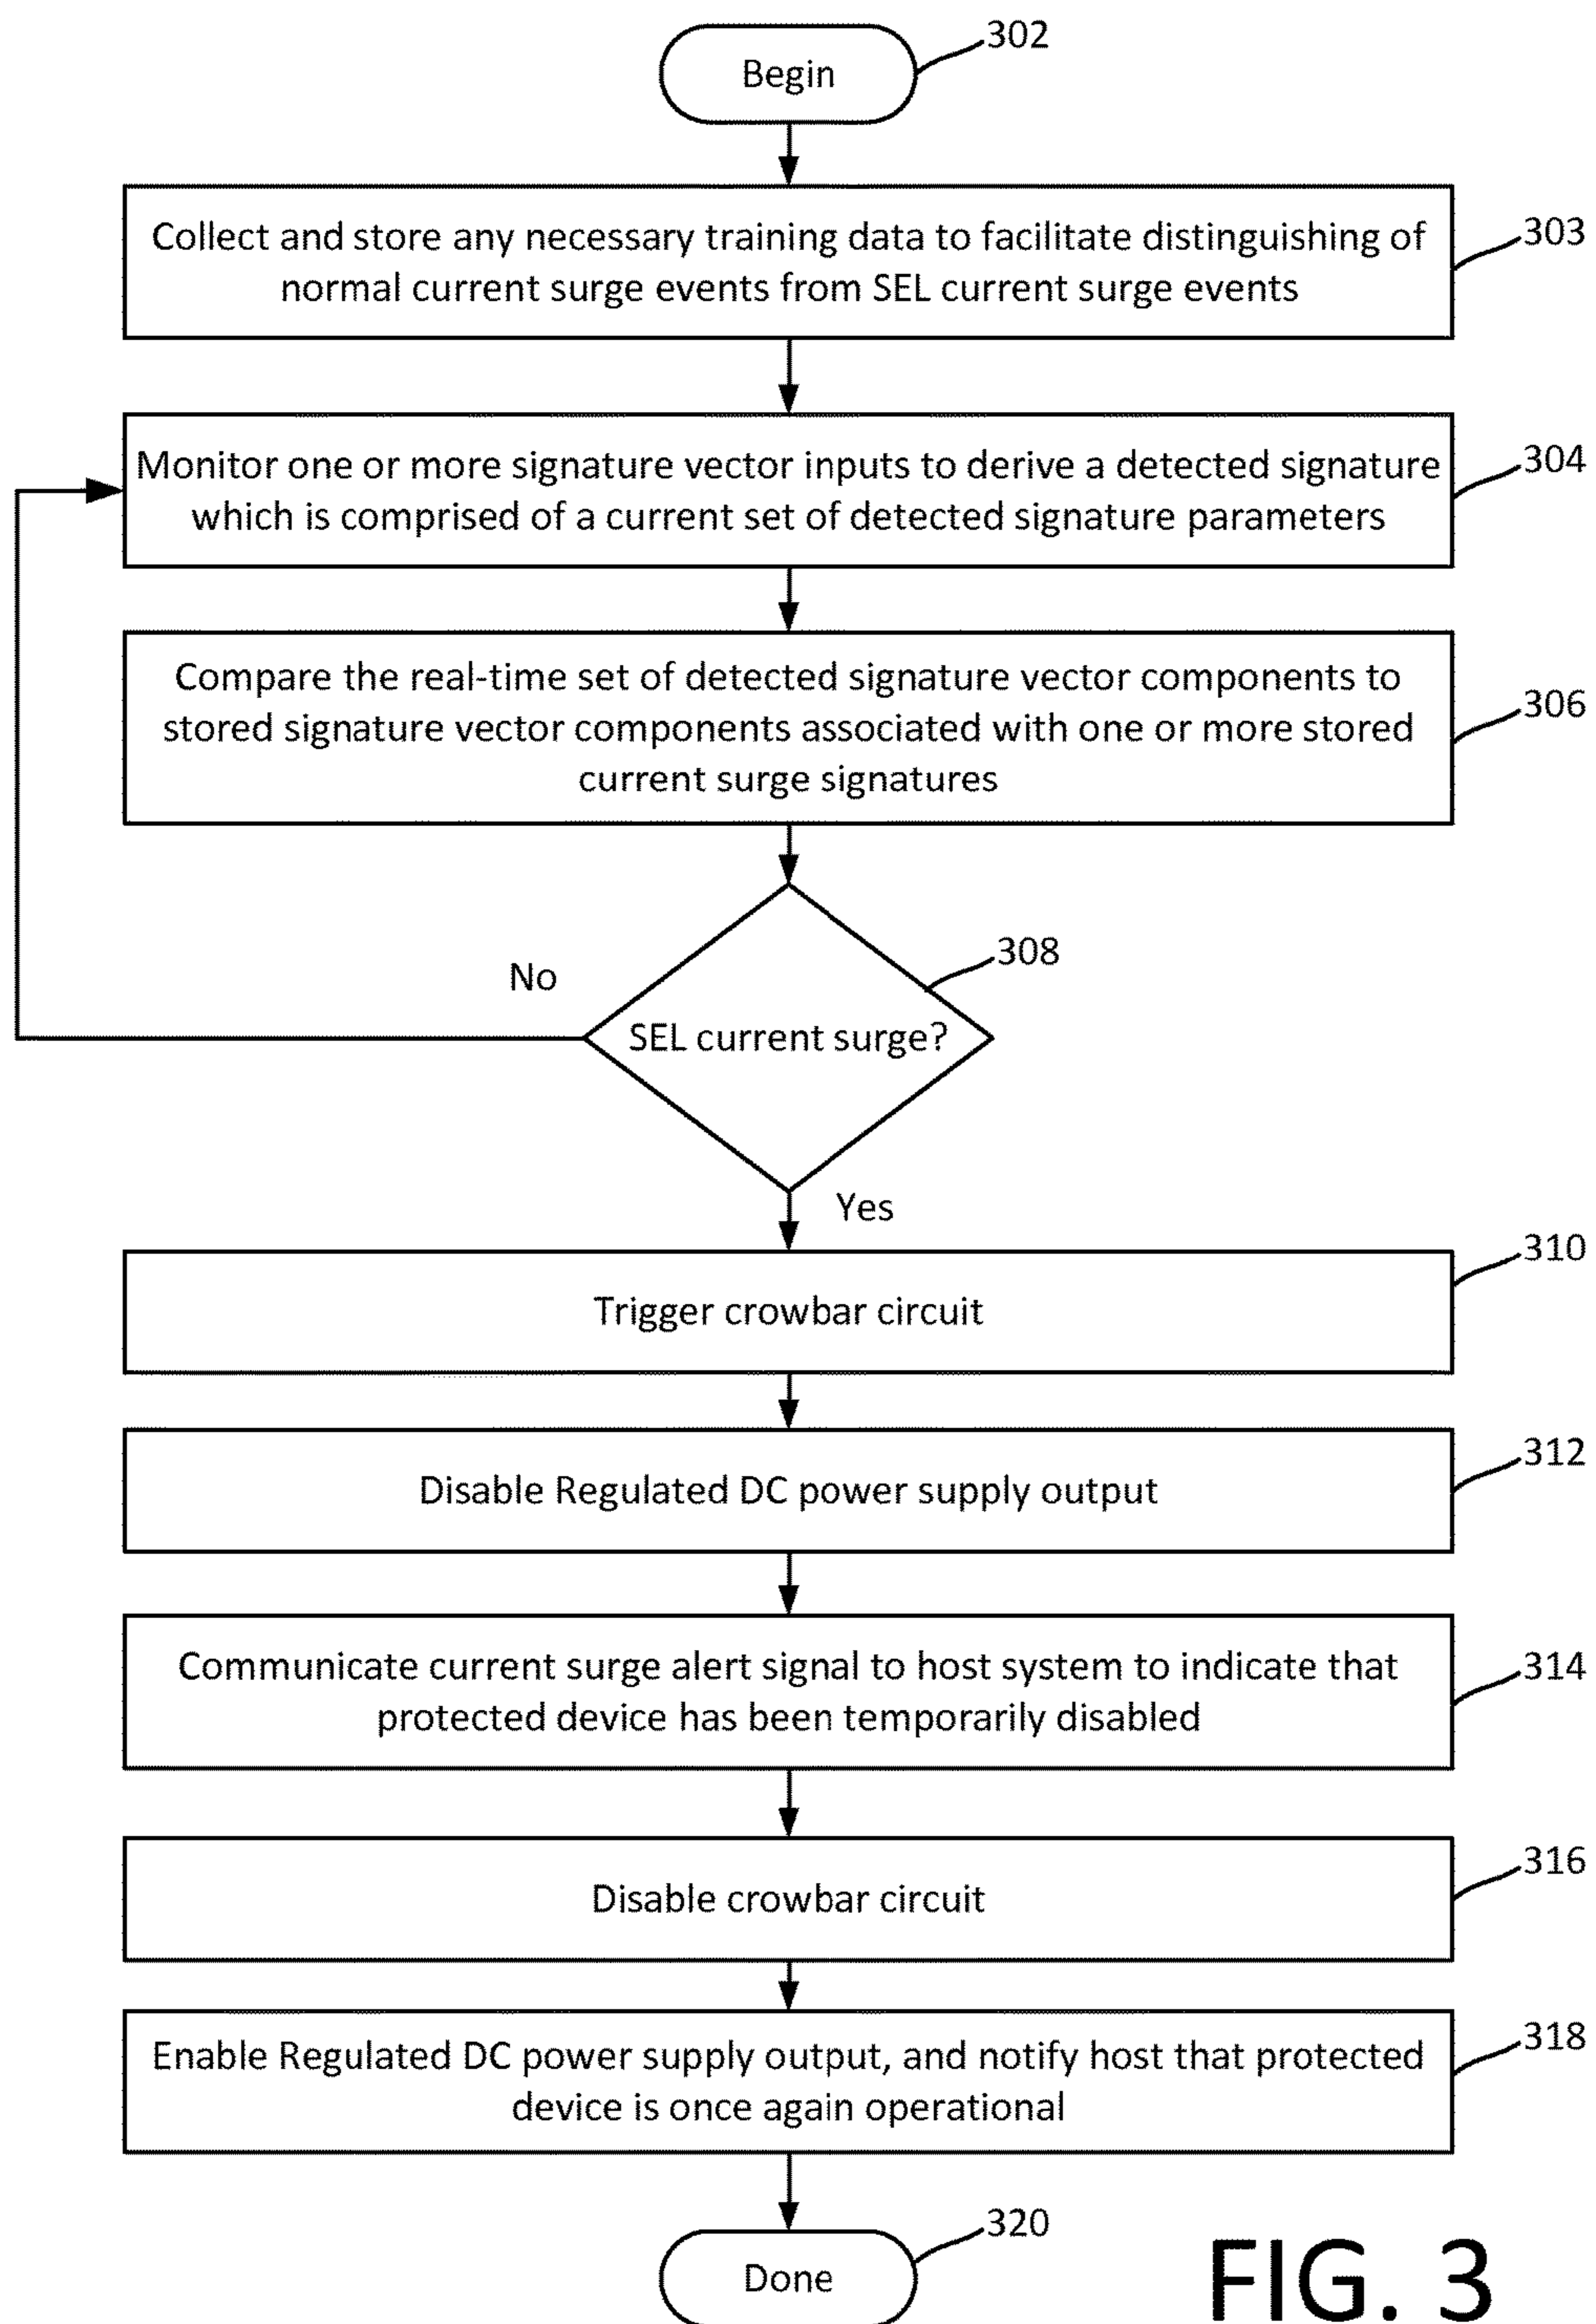 302
Begin
303
Collect and store any necessary training data to facilitate distinguishing of
normal current surge events from SEL current surge events
304
Monitor one or more signature vector inputs to derive a detected signature
which is comprised of a current set of detected signature parameters
306
Compare the real-time set of detected signature vector components to
stored signature vector components associated with one or more stored
current surge signatures
308
No
SEL current surge?
Yes
310
Trigger crowbar circuit
312
Disable Regulated DC power supply output
314
Communicate current surge alert signal to host system to indicate that
protected device has been temporarily disabled
316
Disable crowbar circuit
318
Enable Regulated DC power supply output, and notify host that protected
device is once again operational
320
Done
FIG. 3